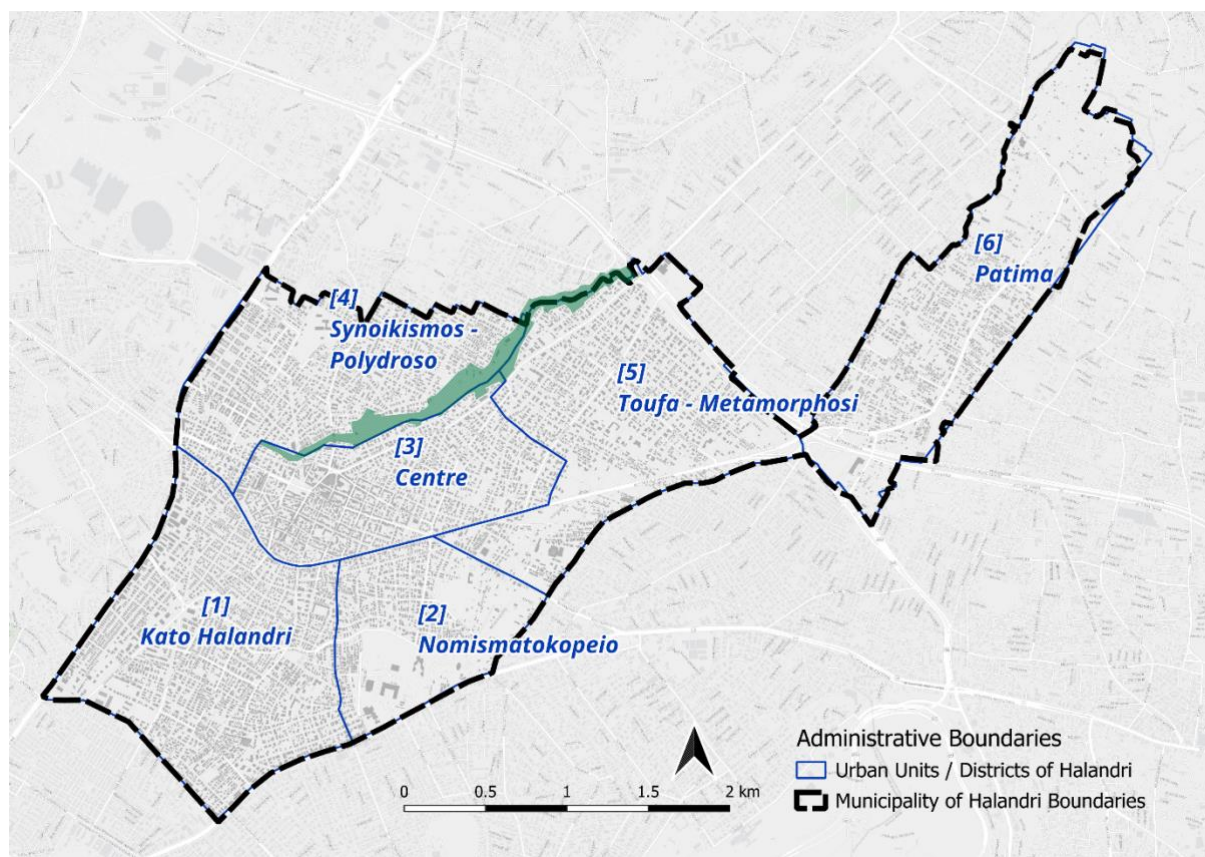 [6]
Patima
[4]
Synoikismos -
Polydroso
[5]
Toufa - Metamorphosi
[3]
Centre
[1]
Kato Halandri
[2]
Nomismatokopeio
Administrative Boundaries
Urban Units / Districts of Halandri
Municipality of Halandri Boundaries
0 0.5 1 1.5 2 km